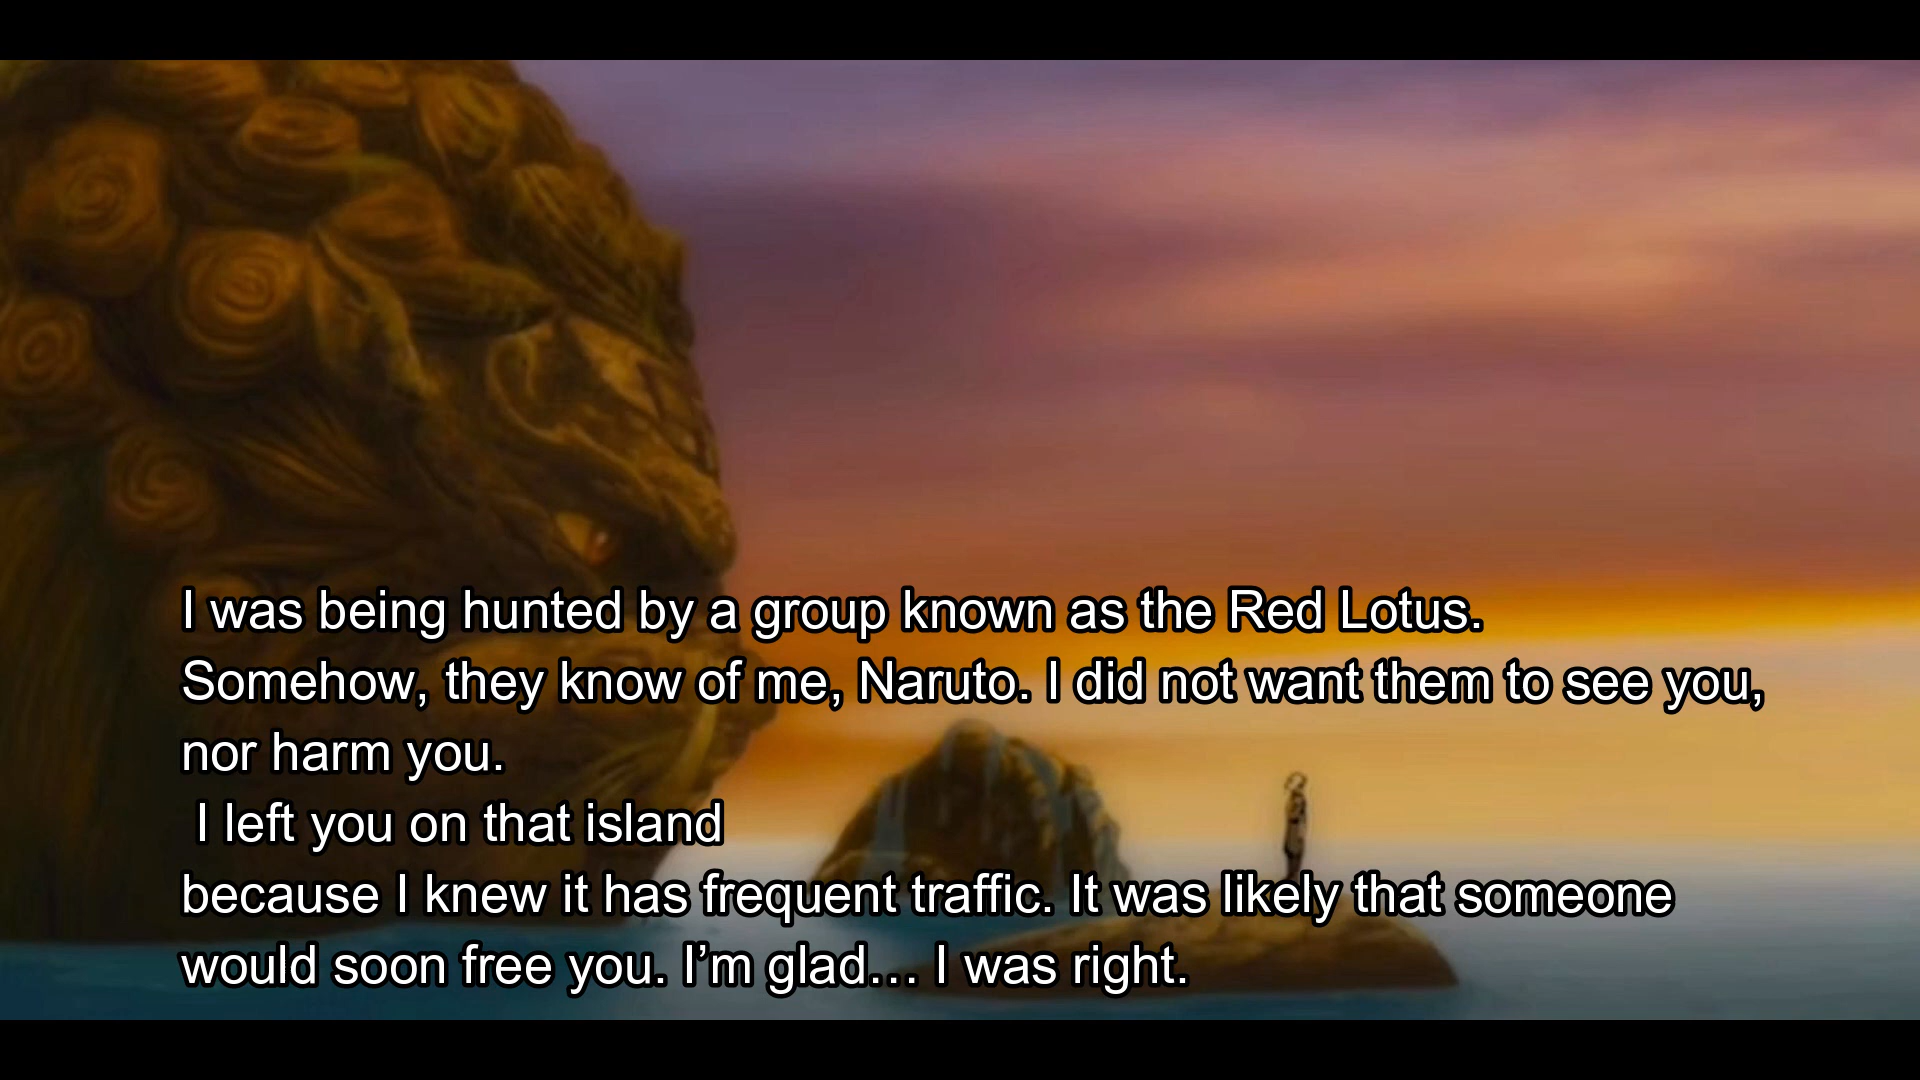 I was being hunted by a group known as the Red Lotus.
Somehow, they know of me, Naruto. I did not want them to see you,
nor harm you.
I left you on that island
because I knew it has frequent traffic. It was likely that someone
would soon free you. I’m glad… I was right.